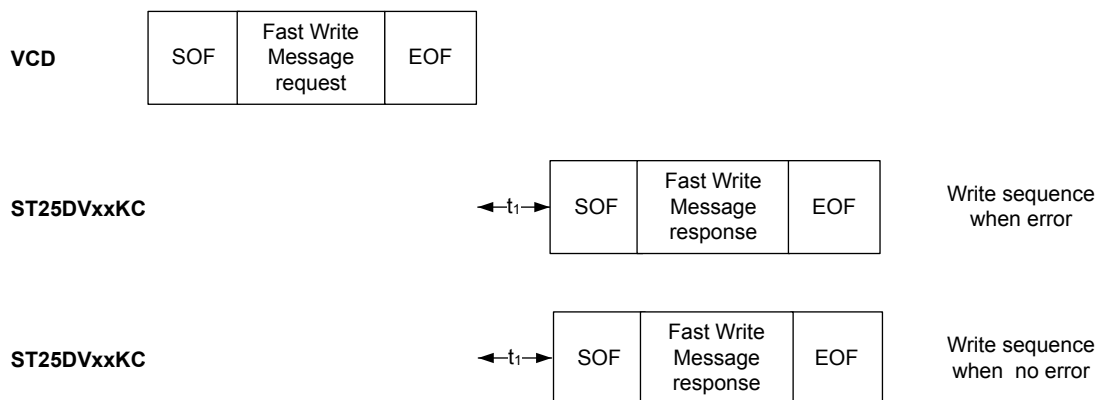 VCD
SOF
Fast Write
Message
request
EOF
ST25DVxxKC
t1
SOF
Fast Write
Message
response
EOF
Write sequence
when error
ST25DVxxKC
t1
SOF
Fast Write
Message
response
EOF
Write sequence
when no error